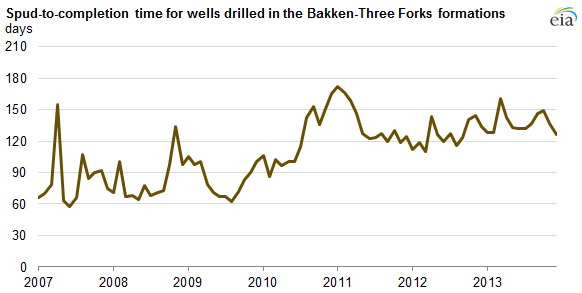 Spud-to-completion time for wells drilled in the Bakken-Three Forks formations
days
eia
210
180
150
120
90
60
30
0
2007 2008 2009 2010 2011 2012 2013